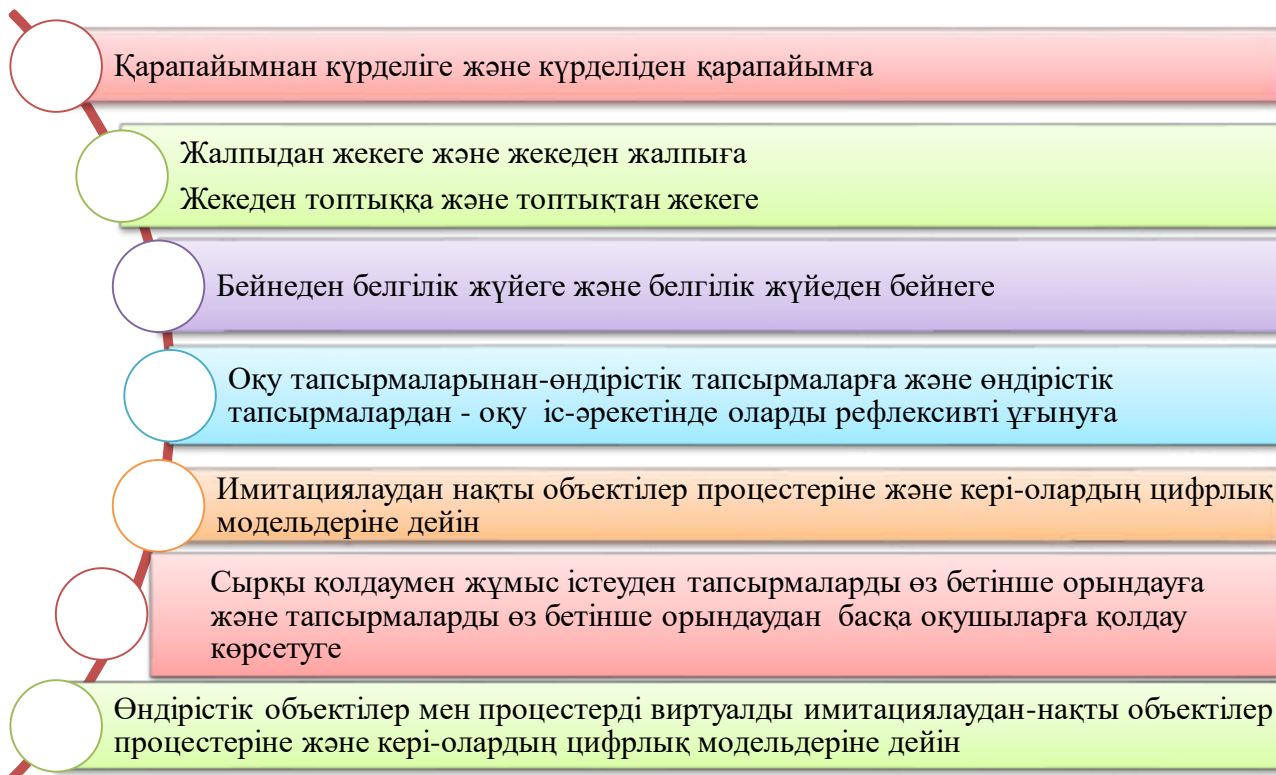 Қарапайымнан күрделіге және күрделіден қарапайымға
Жалпыдан жекеге және жекеден жалпыға
Жекеден топтыққа және топтықтан жекеге
Бейнеден белгілік жүйеге және белгілік жүйеден бейнеге
Оқу тапсырмаларынан-өндірістік тапсырмаларға және өндірістік
тапсырмалардан - оқу іс-әрекетінде оларды рефлексивті ұғынуға
Имитациялаудан нақты объектілер процестеріне және кері-олардың цифрлық
модельдеріне дейін
Сырқы қолдаумен жұмыс істеуден тапсырмаларды өз бетінше орындауға
және тапсырмаларды өз бетінше орындаудан басқа оқушыларға қолдау
көрсетуге
Өндірістік объектілер мен процестерді виртуалды имитациялаудан-нақты объектілер
процестеріне және кері-олардың цифрлық модельдеріне дейін